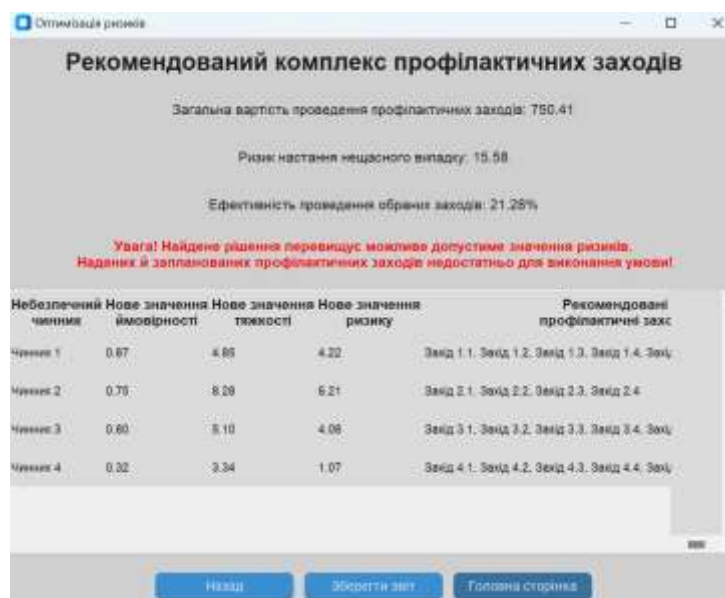 Оптимізація ризиків
Рекомендований комплекс профілактичних заходів
Загальна вартість проведення профілактичних заходів: 750.41
Ризик настання нещасного випадку: 15.58
Ефективність проведення обраних заходів: 21.28%
Увага! Найдене рішення перевищує можливе допустиме значення ризиків.
Наданих й запланованих профілактичних заходів недостатньо для виконання умови!
Небезпечний Нове значення Нове значення Нове значення Рекомендовані
чинник ймовірності тяжкості ризику профілактичні захс
Чинник 1 0.87 4.85 4.22 Захід 1.1, Захід 1.2, Захід 1.3, Захід 1.4, Захі
Чинник 2 0.75 8.28 6.21 Захід 2.1, Захід 2.2, Захід 2.3, Захід 2.4
Чинник 3 0.80 5.10 4.08 Захід 3.1, Захід 3.2, Захід 3.3, Захід 3.4, Захі
Чинник 4 0.32 3.34 1.07 Захід 4.1, Захід 4.2, Захід 4.3, Захід 4.4, Захі
Назад Зберегти звіт Головна сторінка